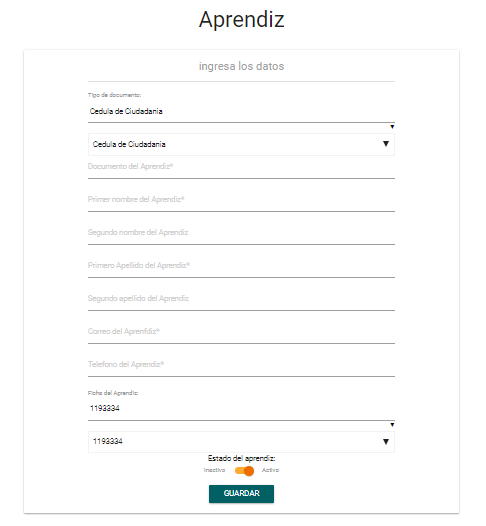 Aprendiz
ingresa los datos
Tipo de documento:
Cedula de Ciudadania
Cedula de Ciudadania
Documento del Aprendiz*
Primer nombre del Aprendiz*
Segundo nombre del Aprendiz
Primero Apellido del Aprendiz*
Segundo apellido del Aprendiz
Correo del Aprenfdiz*
Telefono del Aprendiz*
Ficha del Aprendiz:
1193334
1193334
Estado del aprendiz:
Inactivo Activo
GUARDAR